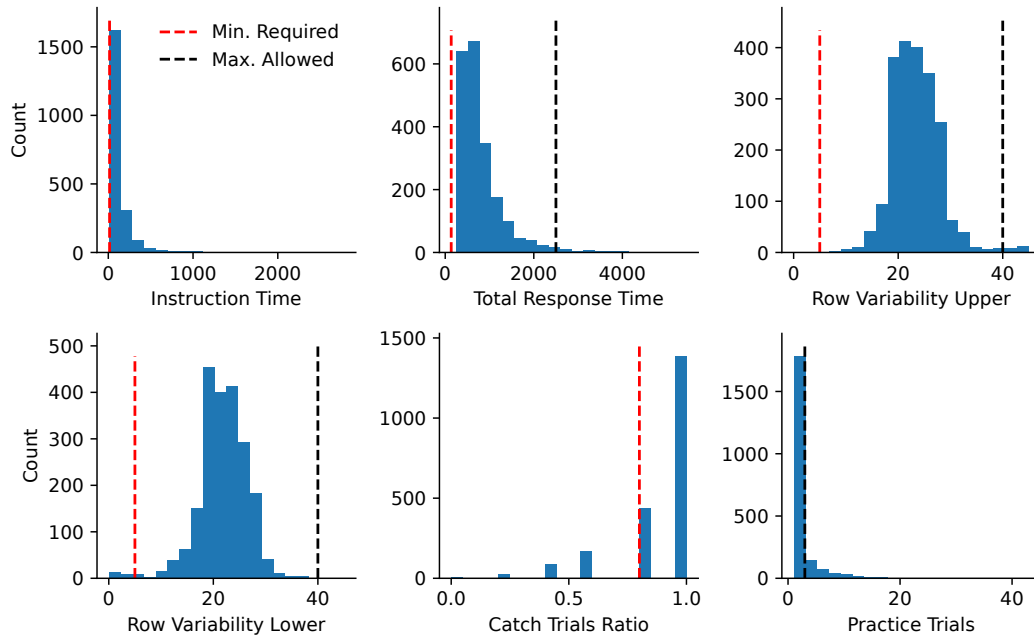 Min. Required
Max. Allowed
Count
1500
1000
500
0
0 1000 2000
Instruction Time
600
400
200
0
0 2000 4000
Total Response Time
400
300
200
100
0
0 20 40
Row Variability Upper
Count
500
400
300
200
100
0
0 20 40
Row Variability Lower
1500
1000
500
0
0.0 0.5 1.0
Catch Trials Ratio
1500
1000
500
0
0 20 40
Practice Trials